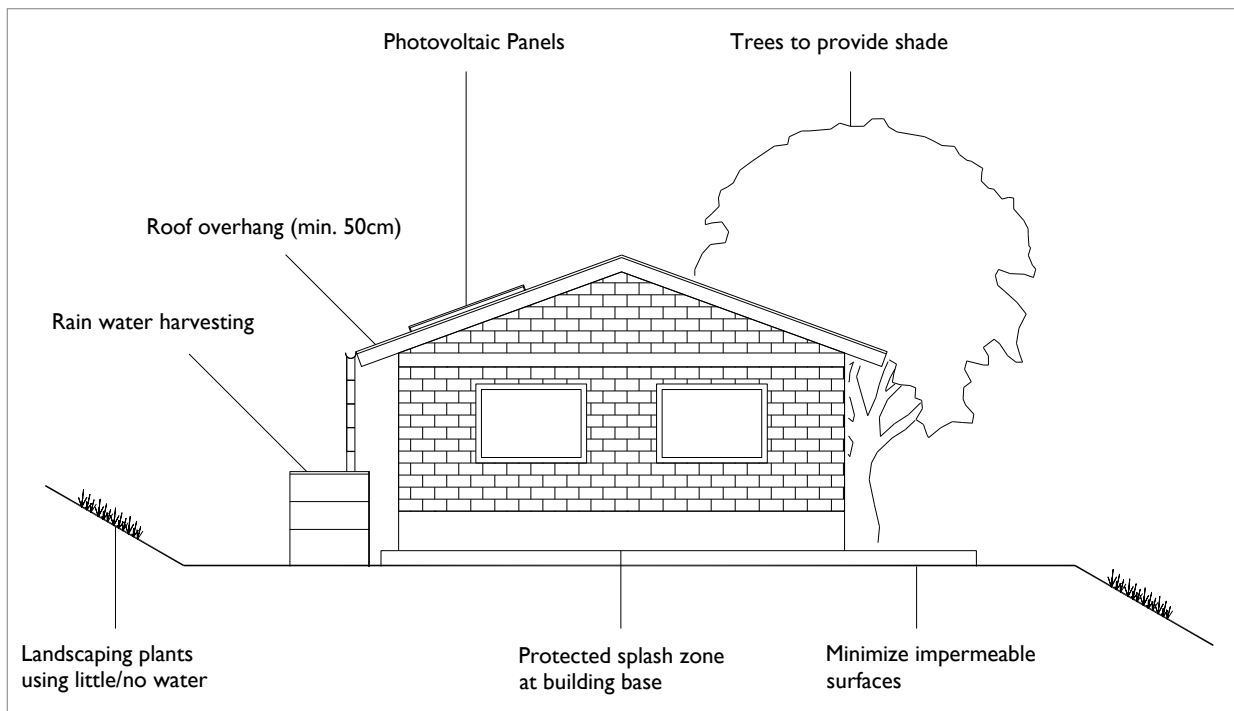 Photovoltaic Panels
Trees to provide shade
Roof overhang (min. 50cm)
Rain water harvesting
Landscaping plants
using little/no water
Protected splash zone
at building base
Minimize impermeable
surfaces